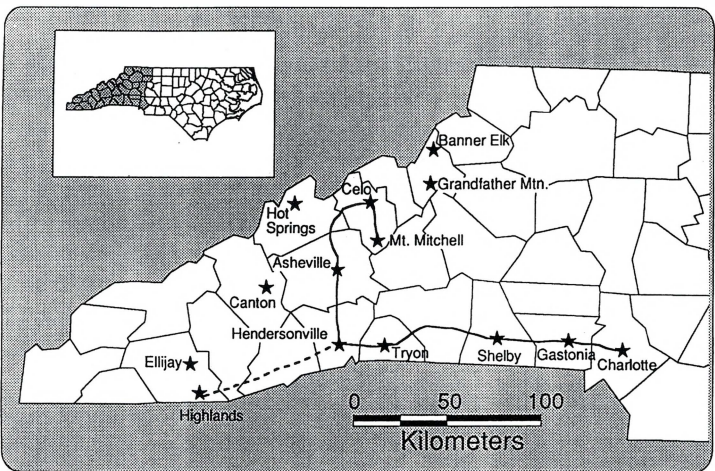 Banner Elk
Grandfather Mtn.
Celo
Hot
Springs
Mt. Mitchell
Asheville
Canton
Hendersonville
Ellijay
Tryon
Shelby
Gastonia
Charlotte
Highlands
0 50 100
Kilometers